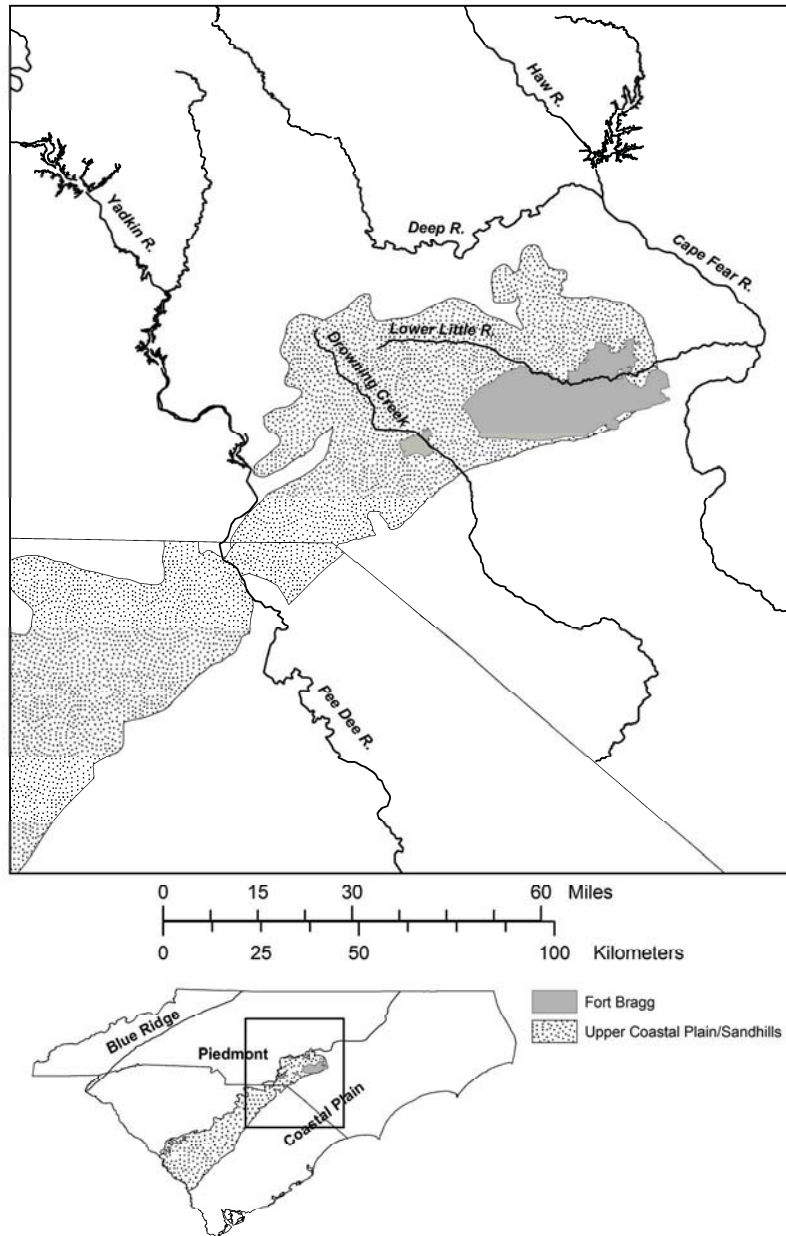 Haw R.
Yadkin R.
Deep R.
Cape Fear R.
Lower Little R.
Drowning Creek
Pee Dee R.
0 15 30 60 Miles
0 25 50 100 Kilometers
Blue Ridge
Piedmont
Coastal Plain
Fort Bragg
Upper Coastal Plain/Sandhills